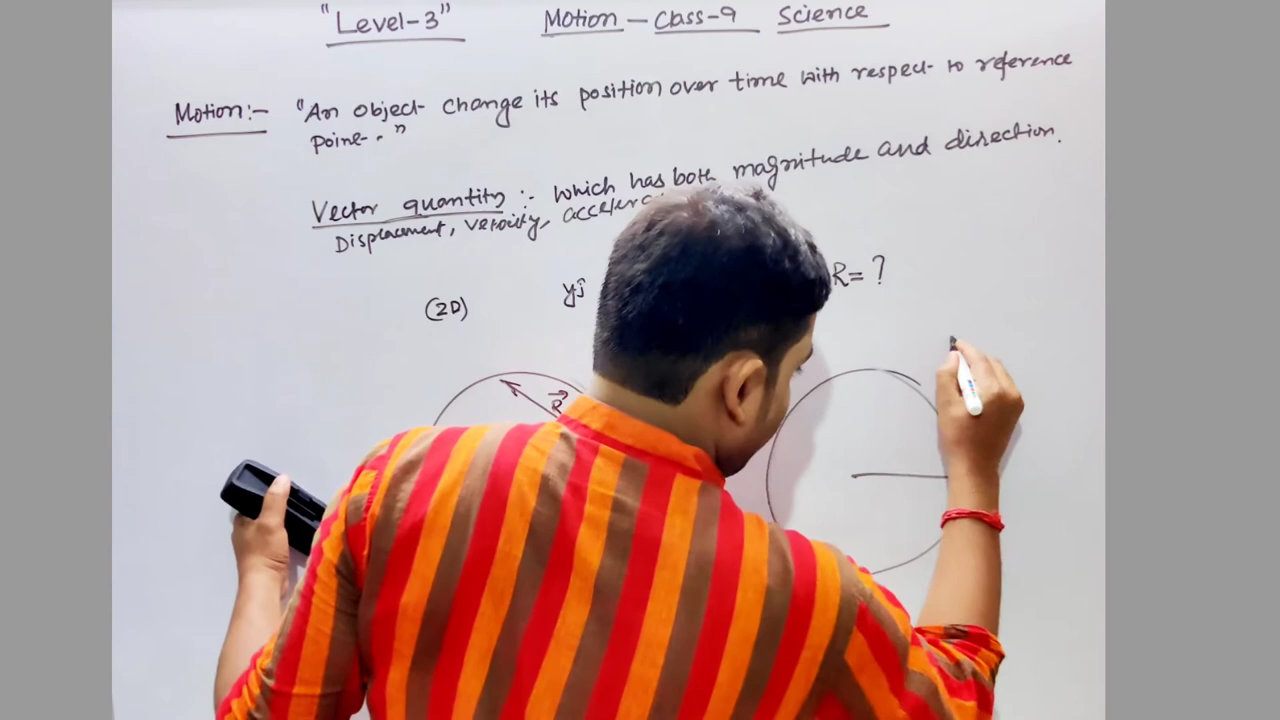 "Level-3" Motion — Class-9 Science
Motion:- "An object change its position over time with respect to reference
point."
Vector quantity :- which has both magnitude and direction.
Displacement, velocity,
R = ?
(2D) yĵ
R⃗